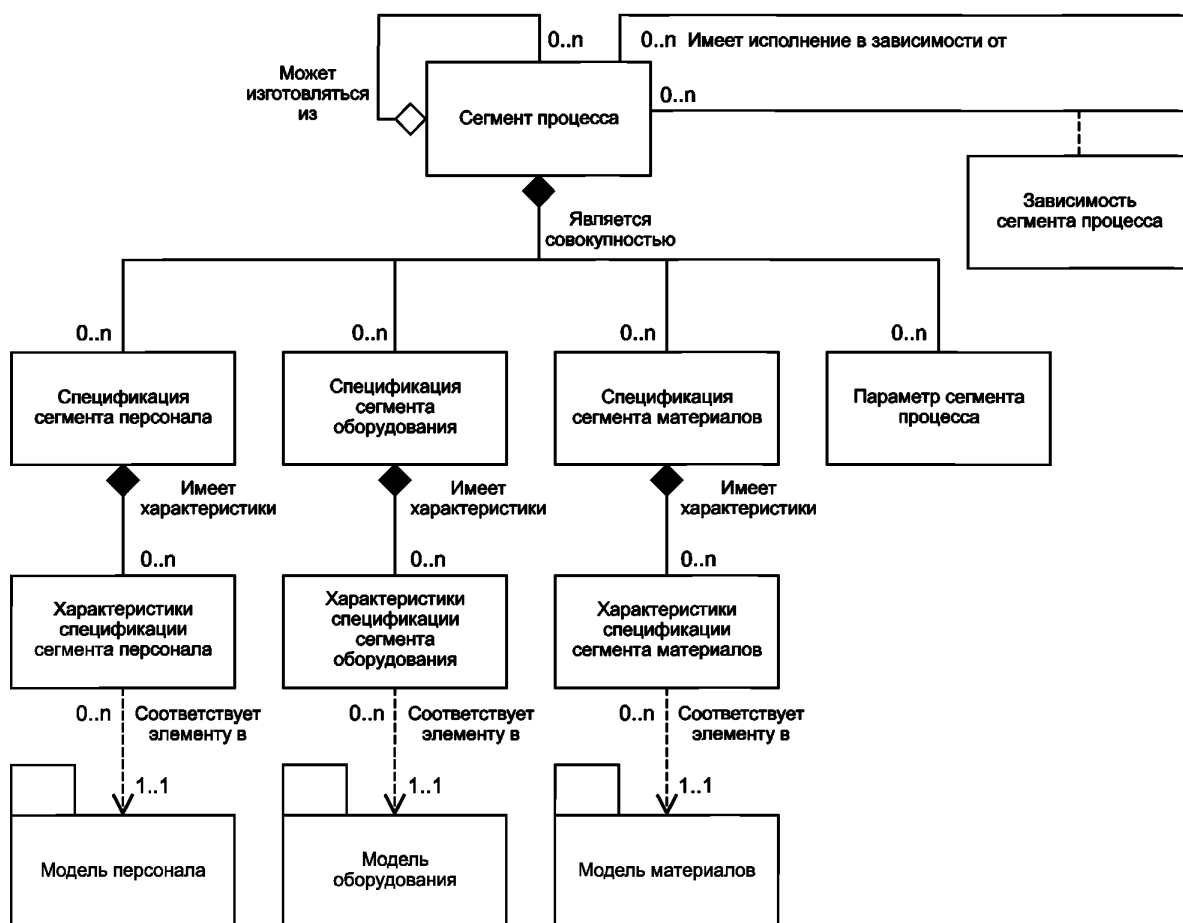 0..n
0..n Имеет исполнение в зависимости от
Может
изготовляться
из
0..n
Сегмент процесса
Зависимость
сегмента процесса
Является
совокупностью
0..n
0..n
0..n
0..n
Спецификация
сегмента персонала
Спецификация
сегмента
оборудования
Спецификация
сегмента материалов
Параметр сегмента
процесса
Имеет
характеристики
Имеет
характеристики
Имеет
характеристики
0..n
0..n
0..n
Характеристики
спецификации
сегмента персонала
Характеристики
спецификации
сегмента
оборудования
Характеристики
спецификации
сегмента материалов
0..n
Соответствует
элементу в
0..n
Соответствует
элементу в
0..n
Соответствует
элементу в
1..1
1..1
1..1
Модель персонала
Модель
оборудования
Модель материалов